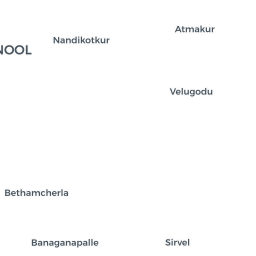 Atmakur
Nandikotkur
NOOL
Velugodu
Bethamcherla
Banaganapalle
Sirvel